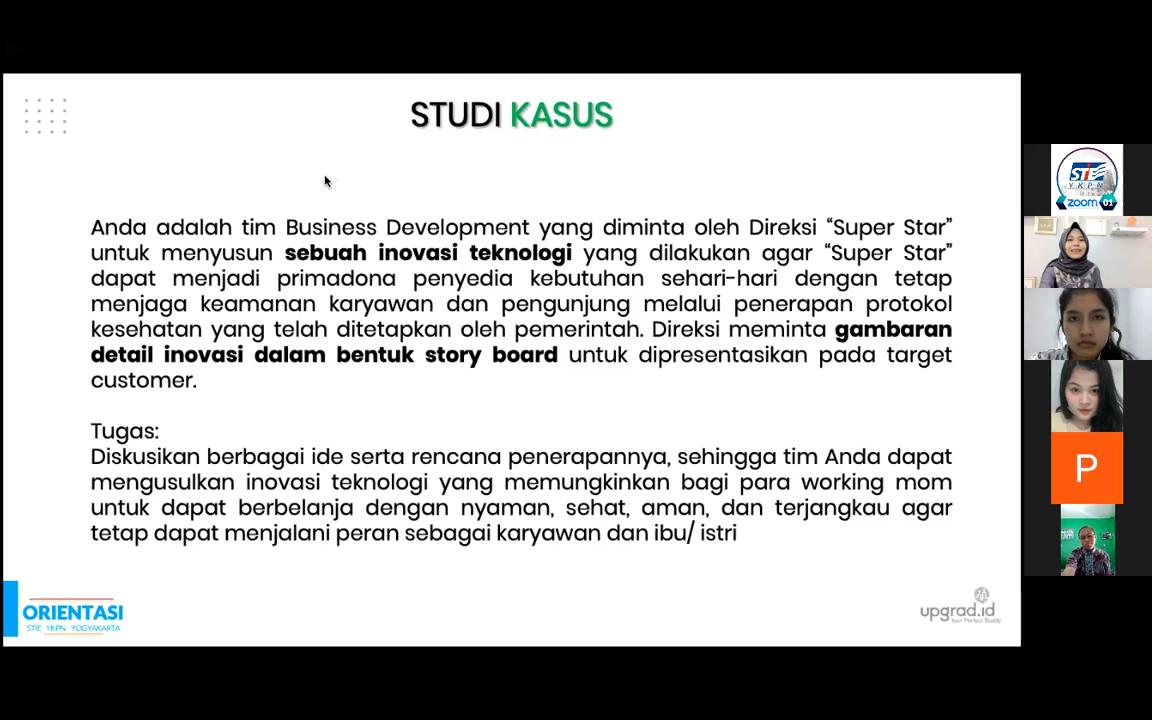 STUDI KASUS
Anda adalah tim Business Development yang diminta oleh Direksi “Super Star”
untuk menyusun sebuah inovasi teknologi yang dilakukan agar “Super Star”
dapat menjadi primadona penyedia kebutuhan sehari-hari dengan tetap
menjaga keamanan karyawan dan pengunjung melalui penerapan protokol
kesehatan yang telah ditetapkan oleh pemerintah. Direksi meminta gambaran
detail inovasi dalam bentuk story board untuk dipresentasikan pada target
customer.
Tugas:
Diskusikan berbagai ide serta rencana penerapannya, sehingga tim Anda dapat
mengusulkan inovasi teknologi yang memungkinkan bagi para working mom
untuk dapat berbelanja dengan nyaman, sehat, aman, dan terjangkau agar
tetap dapat menjalani peran sebagai karyawan dan ibu/ istri
ORIENTASI
STIE YKPN YOGYAKARTA
upgrad.id
Your Perfect Buddy
STIE
YKPN
zoom 01
P